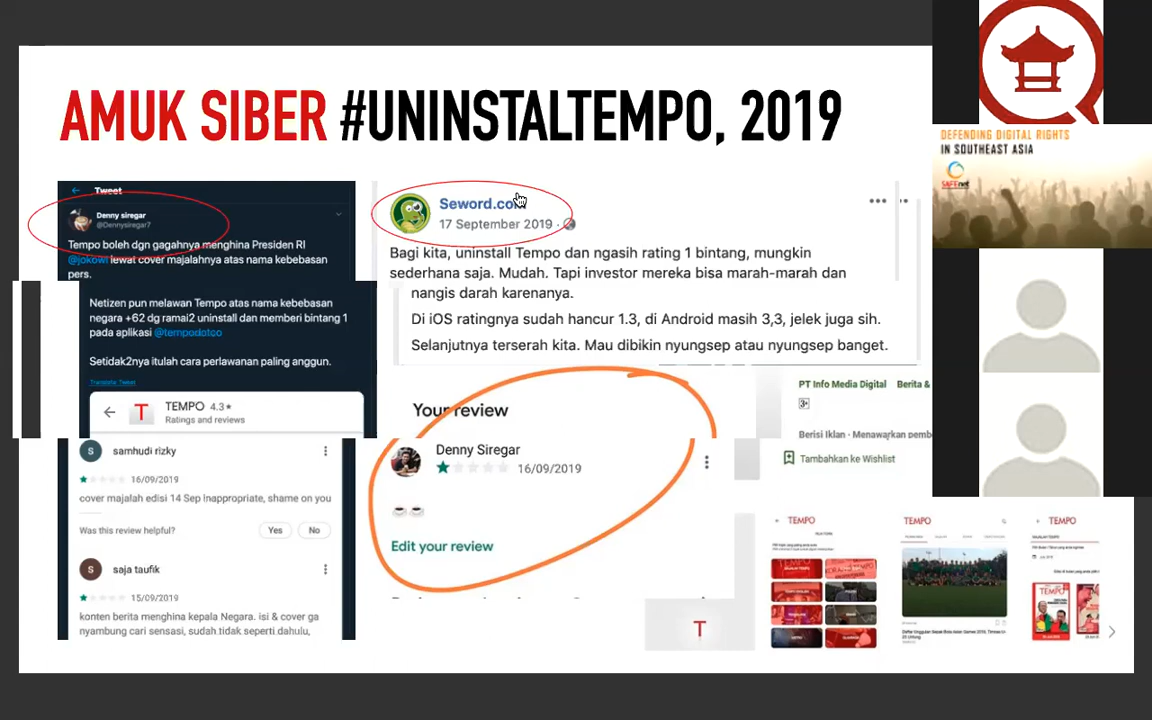 AMUK SIBER #UNINSTALTEMPO, 2019
DEFENDING DIGITAL RIGHTS
IN SOUTHEAST ASIA
SAFEnet
Tweet
Denny siregar
@Dennysiregar7
Tempo boleh dgn gagahnya menghina Presiden RI
@jokowi lewat cover majalahnya atas nama kebebasan
pers.
Netizen pun melawan Tempo atas nama kebebasan
negara +62 dg ramai2 uninstall dan memberi bintang 1
pada aplikasi @tempodotco
Setidak2nya itulah cara perlawanan paling anggun.
Translate Tweet
T TEMPO 4.3★
Ratings and reviews
S samhudi rizky
16/09/2019
cover majalah edisi 14 Sep Inappropriate, shame on you
Was this review helpful? Yes No
S saja taufik
15/09/2019
konten berita menghina kepala Negara. isi & cover ga
nyambung cari sensasi, sudah tidak seperti dahulu,
Seword.com
17 September 2019 ·
Bagi kita, uninstall Tempo dan ngasih rating 1 bintang, mungkin
sederhana saja. Mudah. Tapi investor mereka bisa marah-marah dan
nangis darah karenanya.
Di iOS ratingnya sudah hancur 1.3, di Android masih 3,3, jelek juga sih.
Selanjutnya terserah kita. Mau dibikin nyungsep atau nyungsep banget.
Your review
Denny Siregar
16/09/2019
Edit your review
PT Info Media Digital Berita &
3+
Berisi Iklan · Menawarkan pemb
Tambahkan ke Wishlist
T
TEMPO
TEMPO
TEMPO